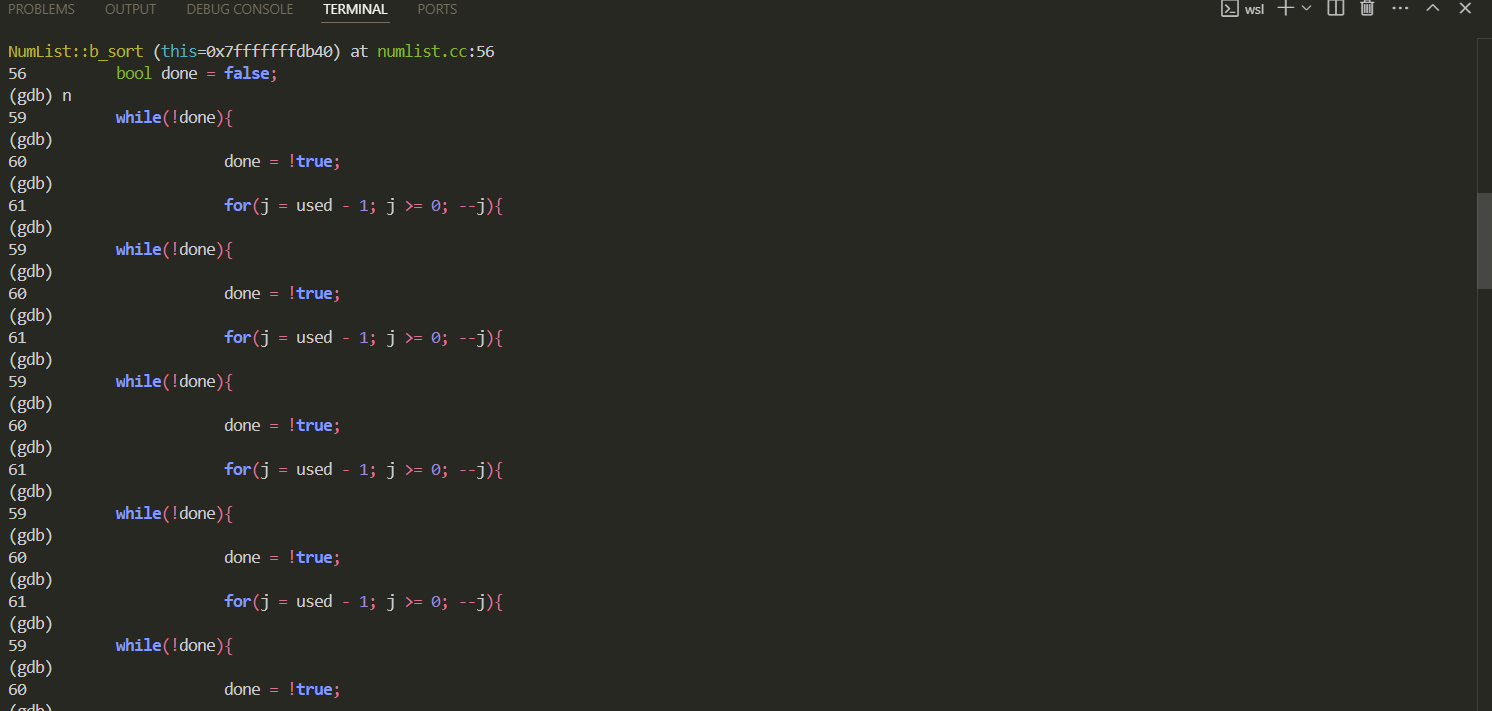 PROBLEMS OUTPUT DEBUG CONSOLE TERMINAL PORTS wsl
NumList::b_sort (this=0x7fffffffdb40) at numlist.cc:56
56 bool done = false;
(gdb) n
59 while(!done){
(gdb)
60 done = !true;
(gdb)
61 for(j = used - 1; j >= 0; --j){
(gdb)
59 while(!done){
(gdb)
60 done = !true;
(gdb)
61 for(j = used - 1; j >= 0; --j){
(gdb)
59 while(!done){
(gdb)
60 done = !true;
(gdb)
61 for(j = used - 1; j >= 0; --j){
(gdb)
59 while(!done){
(gdb)
60 done = !true;
(gdb)
61 for(j = used - 1; j >= 0; --j){
(gdb)
59 while(!done){
(gdb)
60 done = !true;
(gdb)